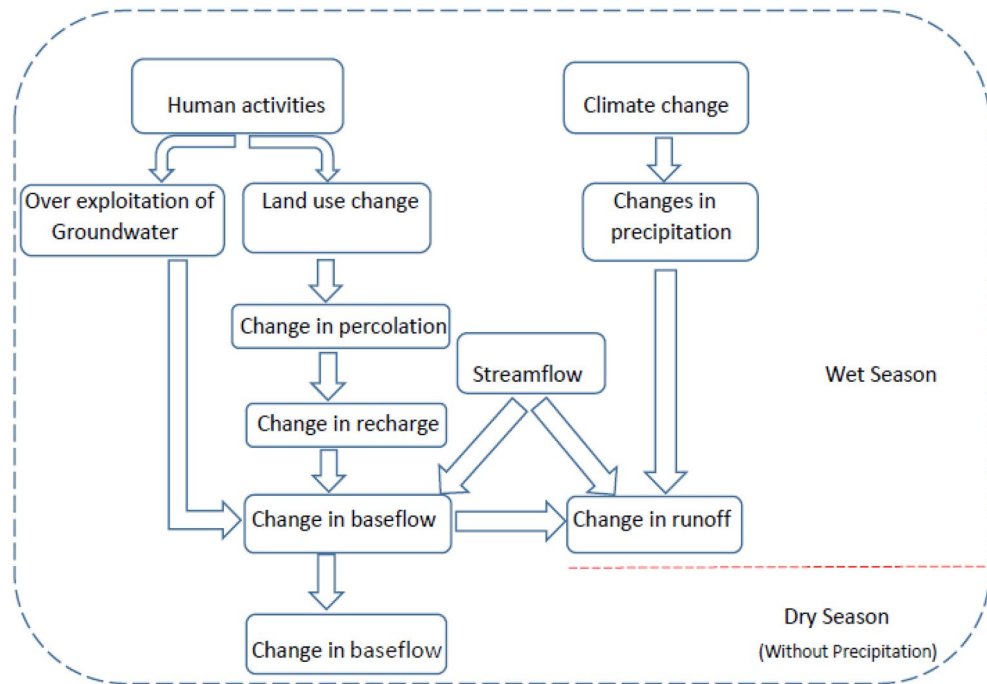 Human activities
Climate change
Over exploitation of
Groundwater
Land use change
Changes in
precipitation
Change in percolation
Streamflow
Wet Season
Change in recharge
Change in baseflow
Change in runoff
Dry Season
(Without Precipitation)
Change in baseflow